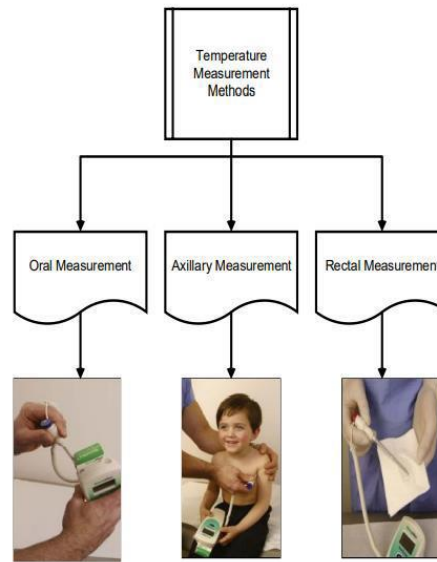 Temperature
Measurement
Methods
Oral Measurement
Axillary Measurement
Rectal Measurement